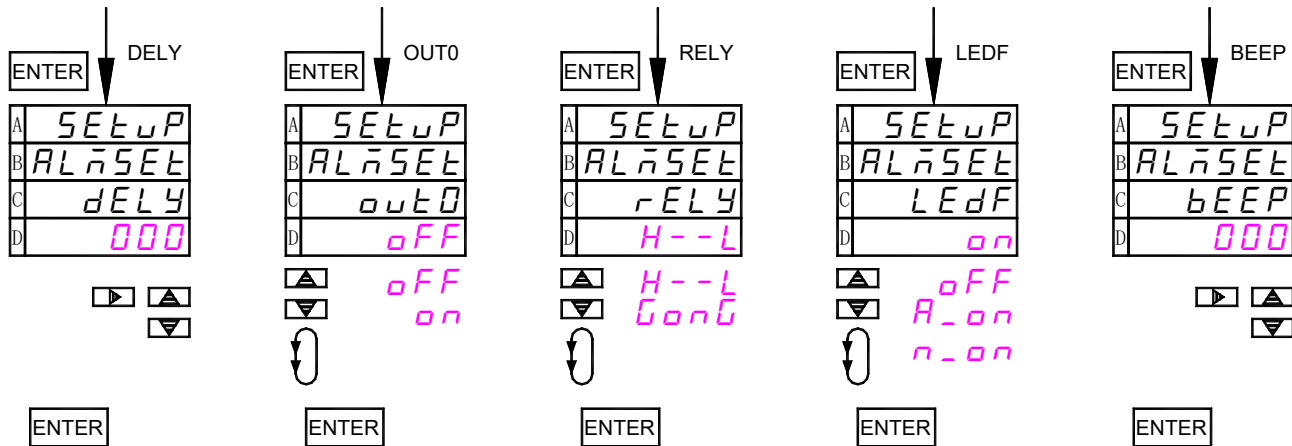 DELY
ENTER
A SEtuP
B ALmSEt
C dELY
D 000
ENTER
OUT0
ENTER
A SEtuP
B ALmSEt
C out0
D oFF
oFF
on
ENTER
RELY
ENTER
A SEtuP
B ALmSEt
C rELY
D H--L
H--L
GonG
ENTER
LEDF
ENTER
A SEtuP
B ALmSEt
C LEdF
D on
oFF
A_on
n_on
ENTER
BEEP
ENTER
A SEtuP
B ALmSEt
C bEEP
D 000
ENTER